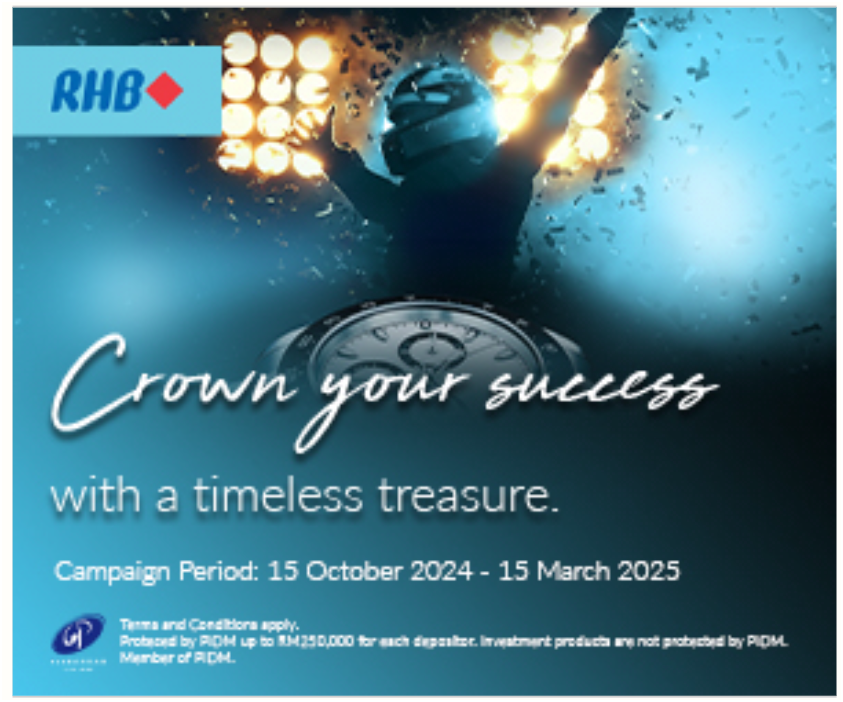 RHB
Crown your success
with a timeless treasure.
Campaign Period: 15 October 2024 - 15 March 2025
Terms and Conditions apply.
Proteced by PIDM up to RM250,000 for each depositor. Investment products are not protected by PIDM.
Member of PIDM.